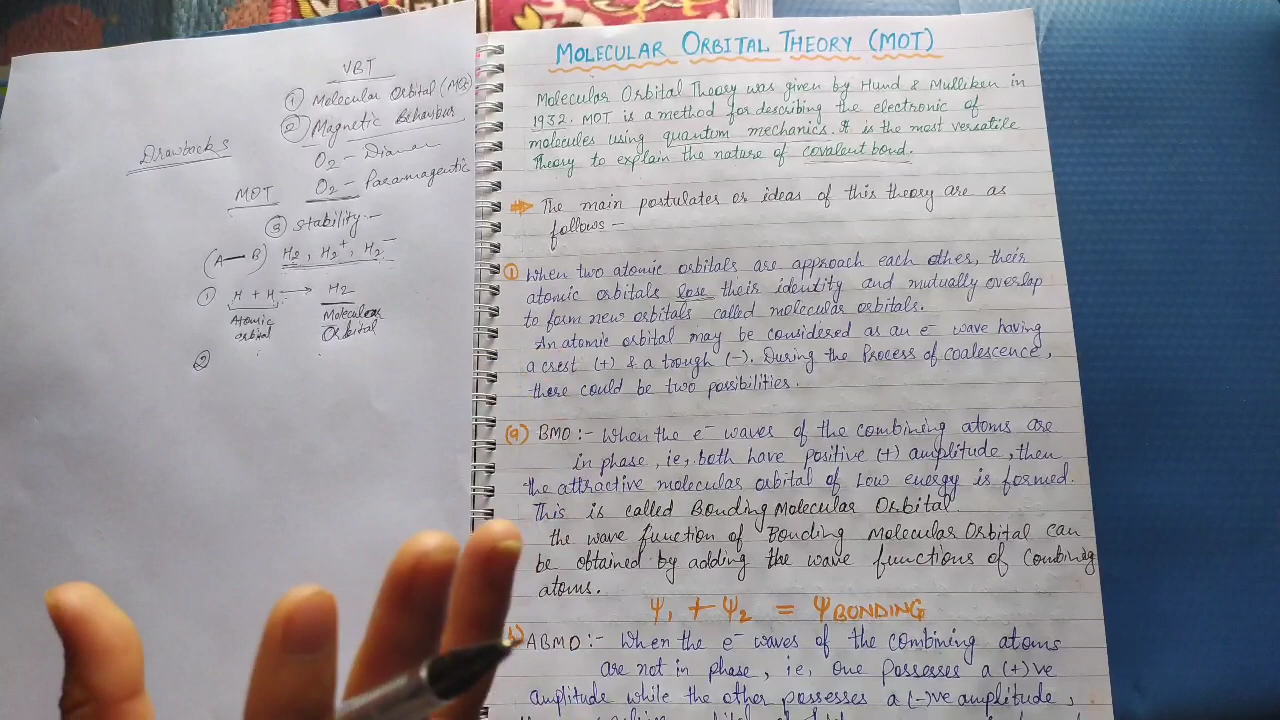 VBT
① Molecular Orbital (MOs)
② Magnetic Behaviour
Drawbacks
O2 - Diamar
MOT
O2 - Paramagentic
③ stability:-
(A — B) H2, H2+, H2-
① H + H → H2
Atomic orbital
Molecular Orbital
②
MOLECULAR ORBITAL THEORY (MOT)
Molecular Orbital Theory was given by Hund & Mulliken in
1932. MOT is a method for describing the electronic of
molecules using quantum mechanics. It is the most versatile
Theory to explain the nature of covalent bond.
The main postulates or ideas of this theory are as
follows -
① When two atomic orbitals are approach each other, their
atomic orbitals lose their identity and mutually overlap
to form new orbitals called molecular orbitals.
An atomic orbital may be considered as an e- wave having
a crest (+) & a trough (-). During the Process of coalescence,
there could be two possibilities.
(a) BMO:- When the e- waves of the combining atoms are
in phase, ie, both have positive (+) amplitude, then
the attractive molecular orbital of Low energy is formed.
This is called Bonding Molecular Orbital.
the wave function of Bonding Molecular Orbital can
be obtained by adding the wave functions of Combining
atoms.
Ψ1 + Ψ2 = Ψ BONDING
b) ABMO:- When the e- waves of the combining atoms
are not in phase, ie, one possesses a (+)ve
amplitude while the other possesses a (-)ve amplitude,